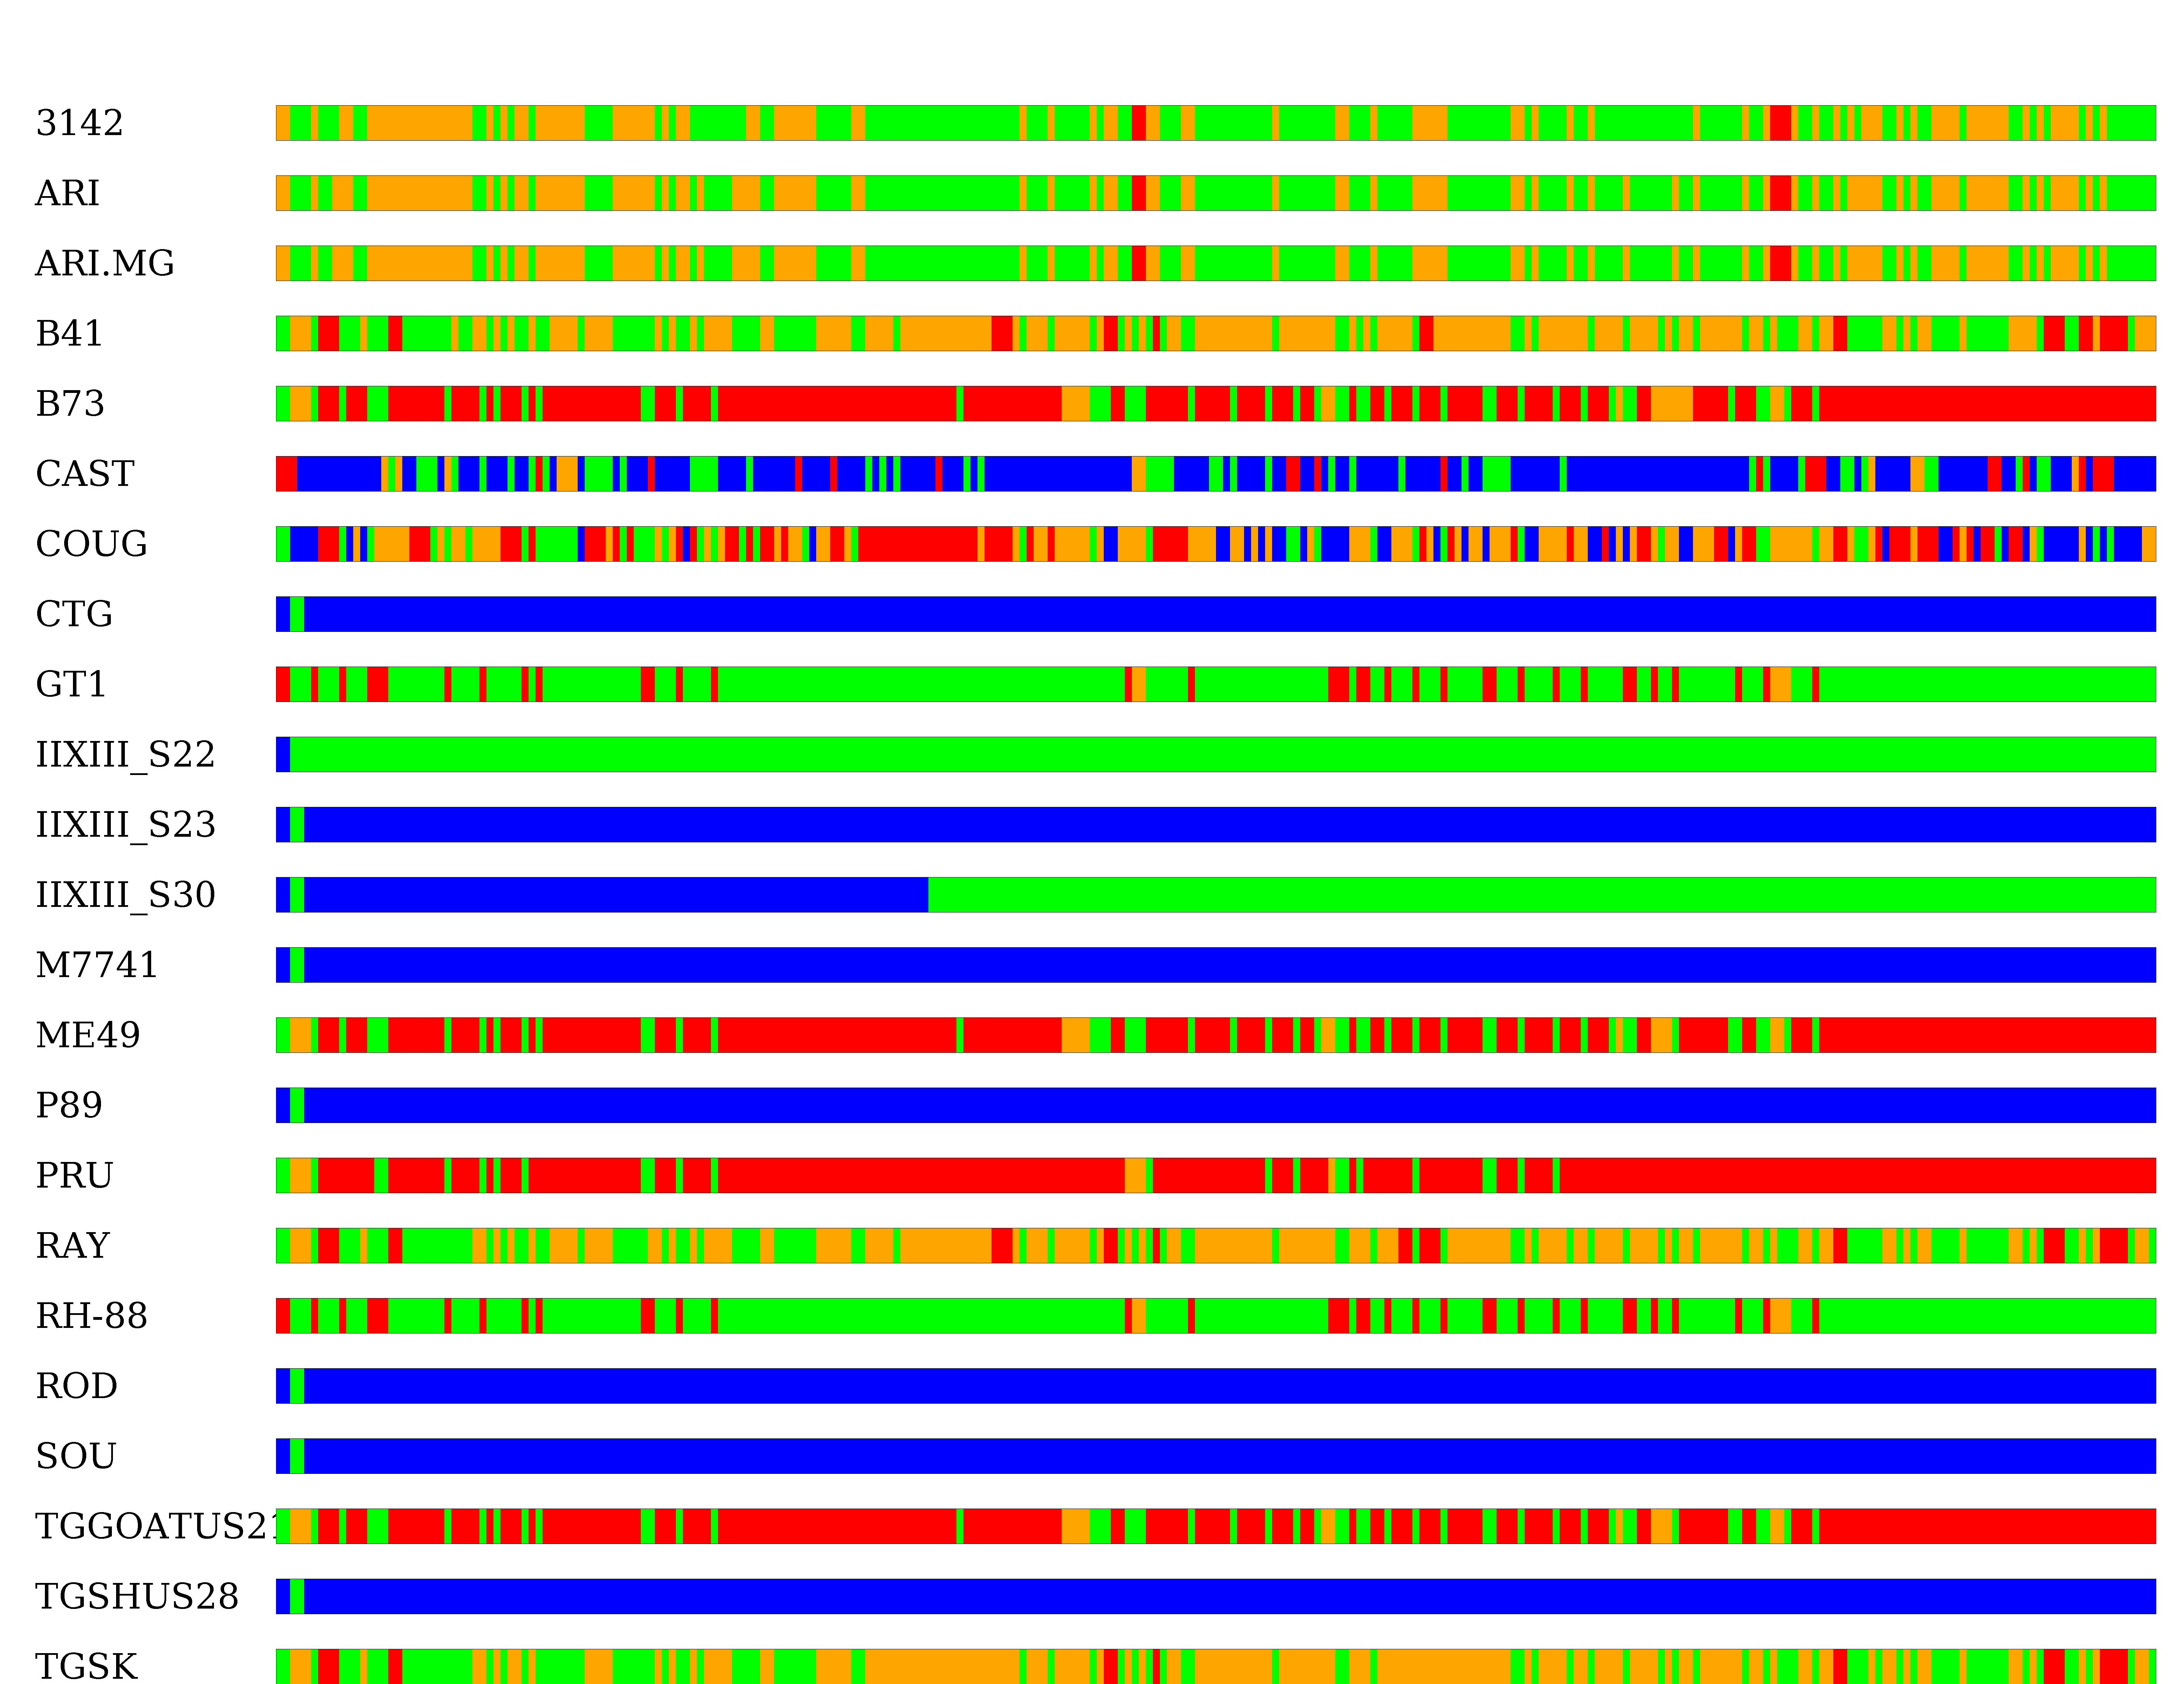 3142
ARI
ARI.MG
B41
B73
CAST
COUG
CTG
GT1
IIXIII_S22
IIXIII_S23
IIXIII_S30
M7741
ME49
P89
PRU
RAY
RH-88
ROD
SOU
TGGOATUS21
TGSHUS28
TGSK